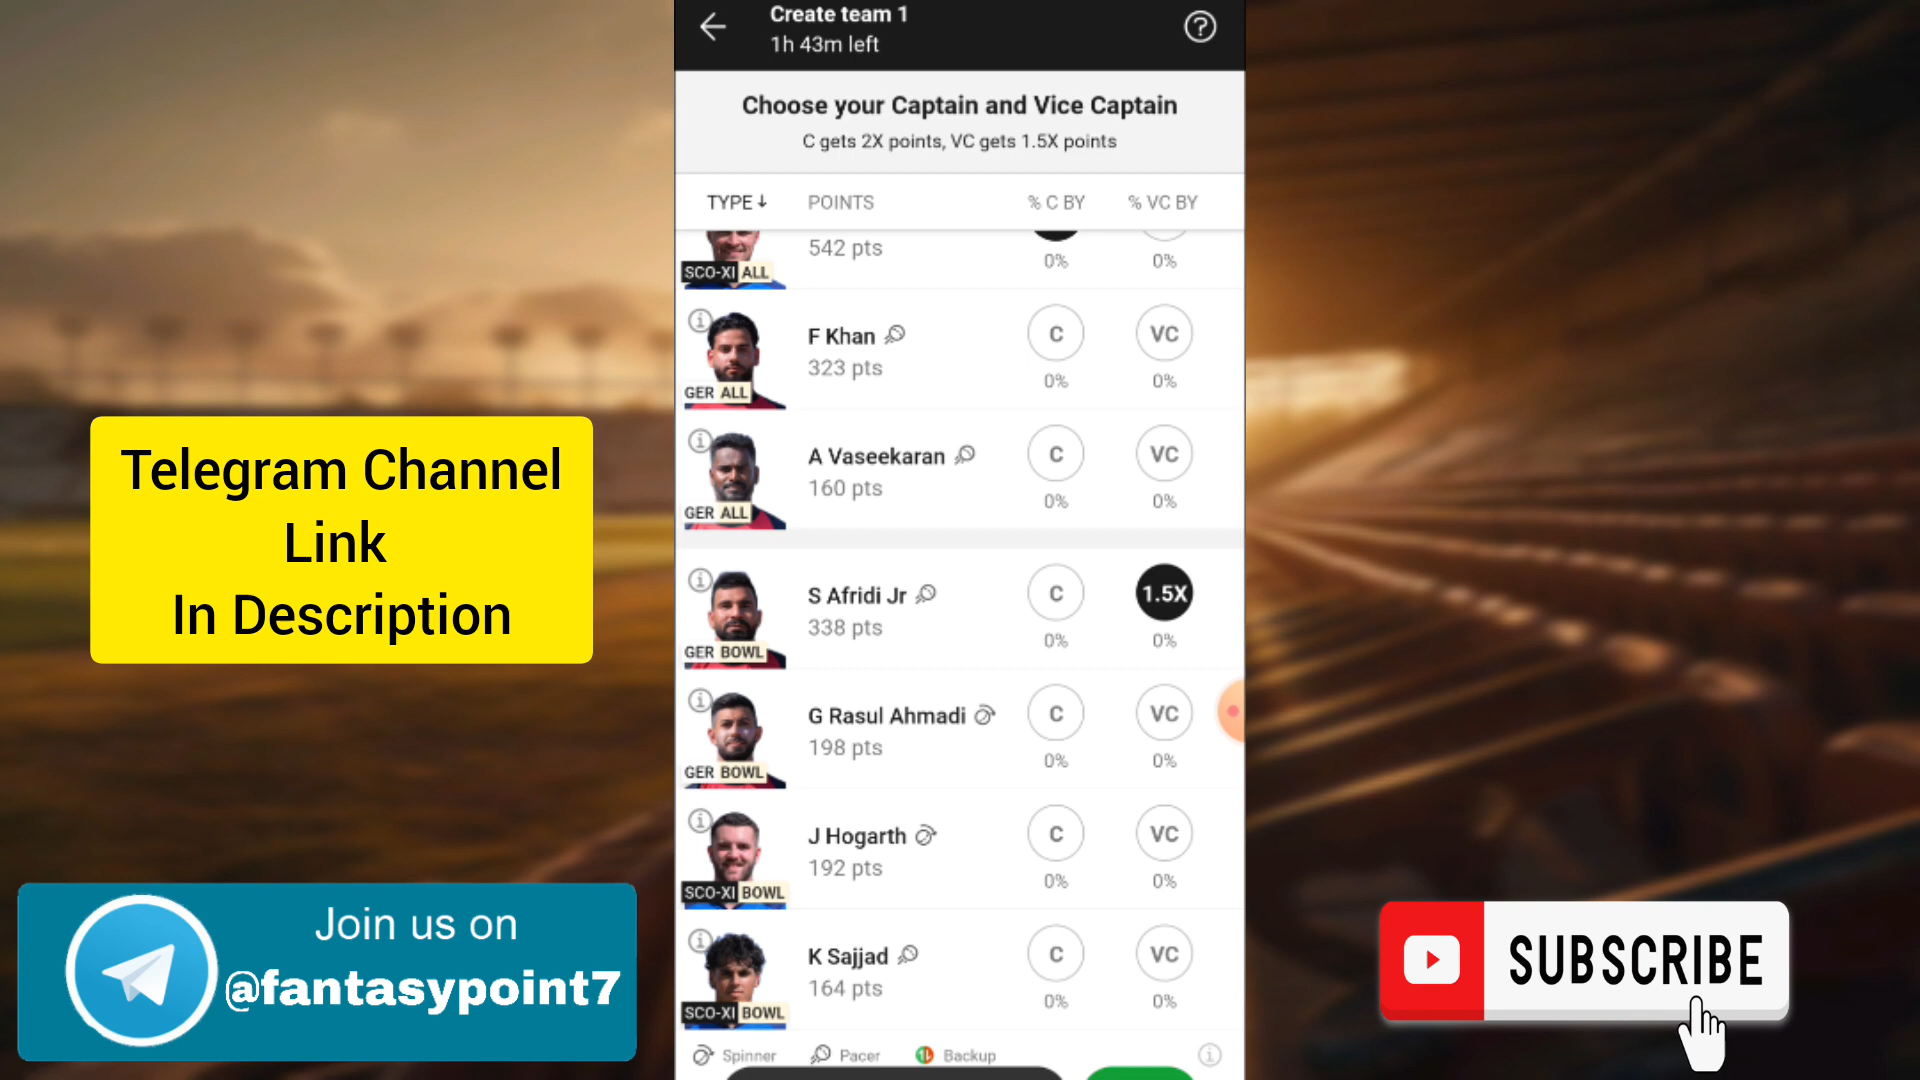 Create team 1
1h 43m left
Choose your Captain and Vice Captain
C gets 2X points, VC gets 1.5X points
TYPE↓ POINTS % C BY % VC BY
542 pts
0% 0%
SCO-XI ALL
F Khan C VC
323 pts
0% 0%
GER ALL
A Vaseekaran C VC
160 pts
0% 0%
GER ALL
S Afridi Jr C 1.5X
338 pts
0% 0%
GER BOWL
G Rasul Ahmadi C VC
198 pts
0% 0%
GER BOWL
J Hogarth C VC
192 pts
0% 0%
SCO-XI BOWL
K Sajjad C VC
164 pts
0% 0%
SCO-XI BOWL
Spinner Pacer Backup
Telegram Channel
Link
In Description
Join us on
@fantasypoint7
SUBSCRIBE